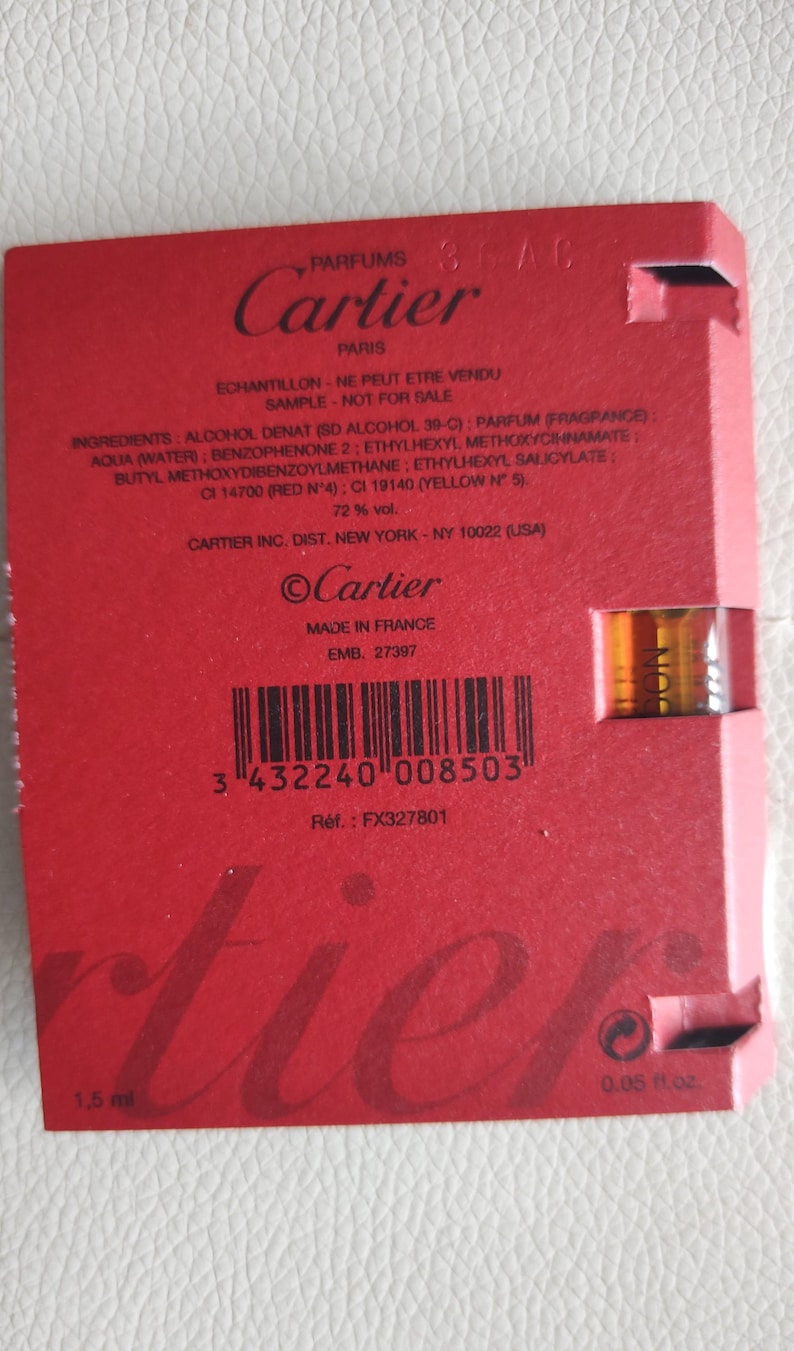 PARFUMS
Cartier
PARIS
ECHANTILLON - NE PEUT ETRE VENDU
SAMPLE - NOT FOR SALE
INGREDIENTS : ALCOHOL DENAT (SD ALCOHOL 39-C) ; PARFUM (FRAGRANCE) ;
AQUA (WATER) ; BENZOPHENONE 2 ; ETHYLHEXYL METHOXYCINNAMATE ;
BUTYL METHOXYDIBENZOYLMETHANE ; ETHYLHEXYL SALICYLATE ;
CI 14700 (RED N°4) ; CI 19140 (YELLOW N° 5).
72 % vol.
CARTIER INC. DIST. NEW YORK - NY 10022 (USA)
©Cartier
MADE IN FRANCE
EMB. 27397
GON
3 432240 008503
Réf. : FX327801
rtier
1,5 ml
0.05 fl.oz.